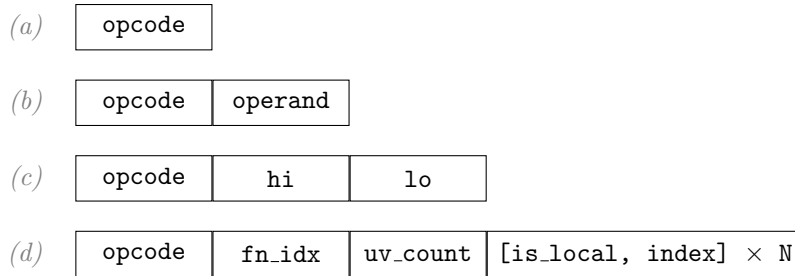 (a) opcode
(b) opcode operand
(c) opcode hi lo
(d) opcode fn_idx uv_count [is_local, index] × N